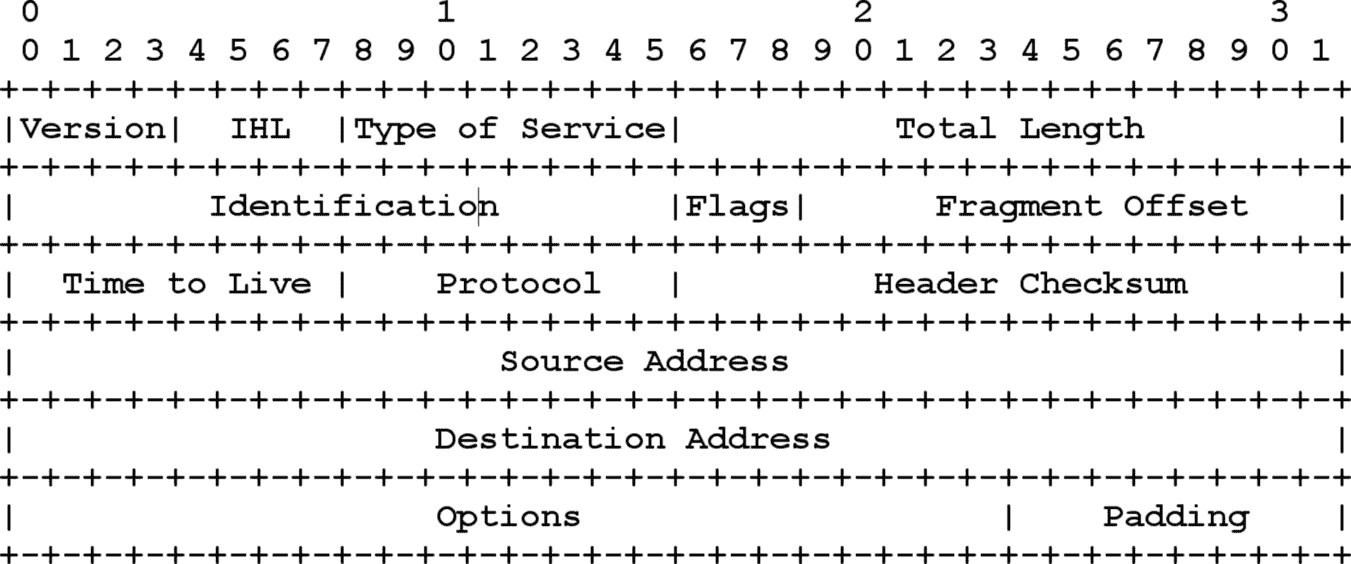 0                   1                   2                   3
 0 1 2 3 4 5 6 7 8 9 0 1 2 3 4 5 6 7 8 9 0 1 2 3 4 5 6 7 8 9 0 1
+-+-+-+-+-+-+-+-+-+-+-+-+-+-+-+-+-+-+-+-+-+-+-+-+-+-+-+-+-+-+-+-+
|Version|  IHL  |Type of Service|          Total Length         |
+-+-+-+-+-+-+-+-+-+-+-+-+-+-+-+-+-+-+-+-+-+-+-+-+-+-+-+-+-+-+-+-+
|         Identification        |Flags|      Fragment Offset    |
+-+-+-+-+-+-+-+-+-+-+-+-+-+-+-+-+-+-+-+-+-+-+-+-+-+-+-+-+-+-+-+-+
|  Time to Live |    Protocol   |         Header Checksum       |
+-+-+-+-+-+-+-+-+-+-+-+-+-+-+-+-+-+-+-+-+-+-+-+-+-+-+-+-+-+-+-+-+
|                       Source Address                          |
+-+-+-+-+-+-+-+-+-+-+-+-+-+-+-+-+-+-+-+-+-+-+-+-+-+-+-+-+-+-+-+-+
|                    Destination Address                        |
+-+-+-+-+-+-+-+-+-+-+-+-+-+-+-+-+-+-+-+-+-+-+-+-+-+-+-+-+-+-+-+-+
|                    Options                    |    Padding    |
+-+-+-+-+-+-+-+-+-+-+-+-+-+-+-+-+-+-+-+-+-+-+-+-+-+-+-+-+-+-+-+-+